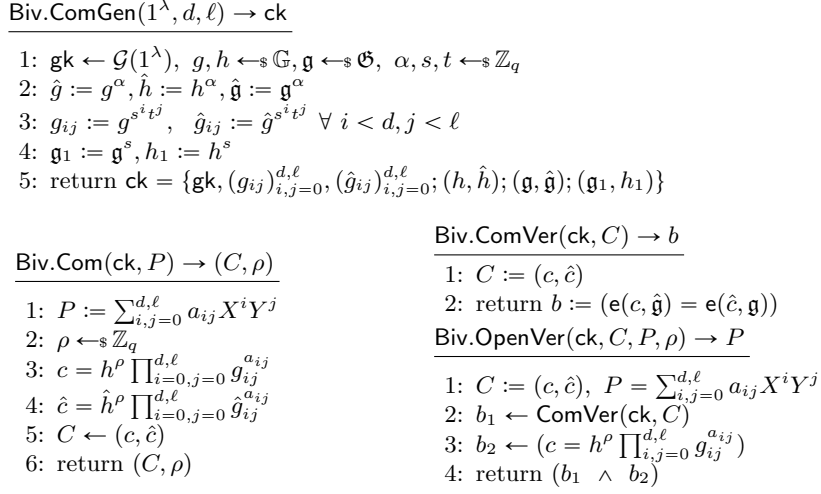 Biv.ComGen(1^λ, d, ℓ) → ck
1: gk ← 𝒢(1^λ), g, h ←$ 𝔾, 𝔤 ←$ 𝔊, α, s, t ←$ ℤ_q
2: ĝ := g^α, ĥ := h^α, 𝔤̂ := 𝔤^α
3: g_{ij} := g^{s^i t^j}, ĝ_{ij} := ĝ^{s^i t^j} ∀ i < d, j < ℓ
4: 𝔤_1 := 𝔤^s, h_1 := h^s
5: return ck = {gk, (g_{ij})_{i,j=0}^{d,ℓ}, (ĝ_{ij})_{i,j=0}^{d,ℓ}; (h, ĥ); (𝔤, 𝔤̂); (𝔤_1, h_1)}
Biv.Com(ck, P) → (C, ρ)
1: P := ∑_{i,j=0}^{d,ℓ} a_{ij}X^iY^j
2: ρ ←$ ℤ_q
3: c = h^ρ ∏_{i=0,j=0}^{d,ℓ} g_{ij}^{a_{ij}}
4: ĉ = ĥ^ρ ∏_{i=0,j=0}^{d,ℓ} ĝ_{ij}^{a_{ij}}
5: C ← (c, ĉ)
6: return (C, ρ)
Biv.ComVer(ck, C) → b
1: C := (c, ĉ)
2: return b := (e(c, 𝔤̂) = e(ĉ, 𝔤))
Biv.OpenVer(ck, C, P, ρ) → P
1: C := (c, ĉ), P = ∑_{i,j=0}^{d,ℓ} a_{ij}X^iY^j
2: b_1 ← ComVer(ck, C)
3: b_2 ← (c = h^ρ ∏_{i,j=0}^{d,ℓ} g_{ij}^{a_{ij}})
4: return (b_1 ∧ b_2)